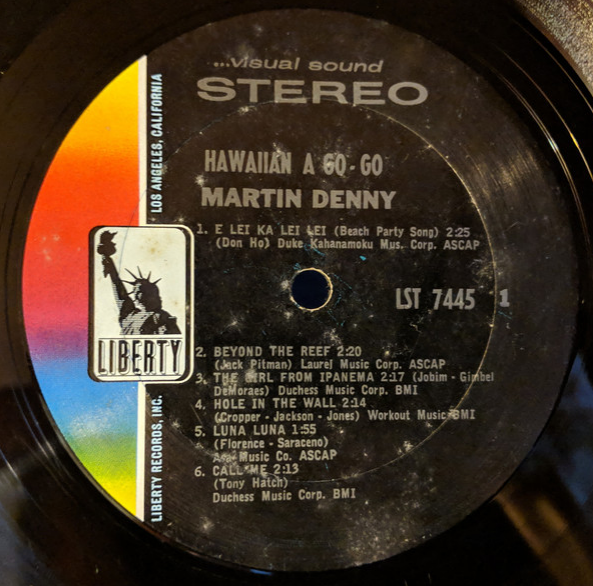 ...visual sound
STEREO
LOS ANGELES, CALIFORNIA
HAWAIIAN A GO-GO
MARTIN DENNY
1. E LEI KA LEI LEI (Beach Party Song) 2:25
(Don Ho) Duke Kahanamoku Mus. Corp. ASCAP
LST 7445 1
LIBERTY
2. BEYOND THE REEF 2:20
(Jack Pitman) Laurel Music Corp. ASCAP
3. THE GIRL FROM IPANEMA 2:17 (Jobim - Gimbel
DeMoraes) Duchess Music Corp. BMI
4. HOLE IN THE WALL 2:14
(Cropper - Jackson - Jones) Workout Music BMI
5. LUNA LUNA 1:55
(Florence - Saraceno)
Music Co. ASCAP
6. CALL ME 2:13
(Tony Hatch)
Duchess Music Corp. BMI
LIBERTY RECORDS, INC.